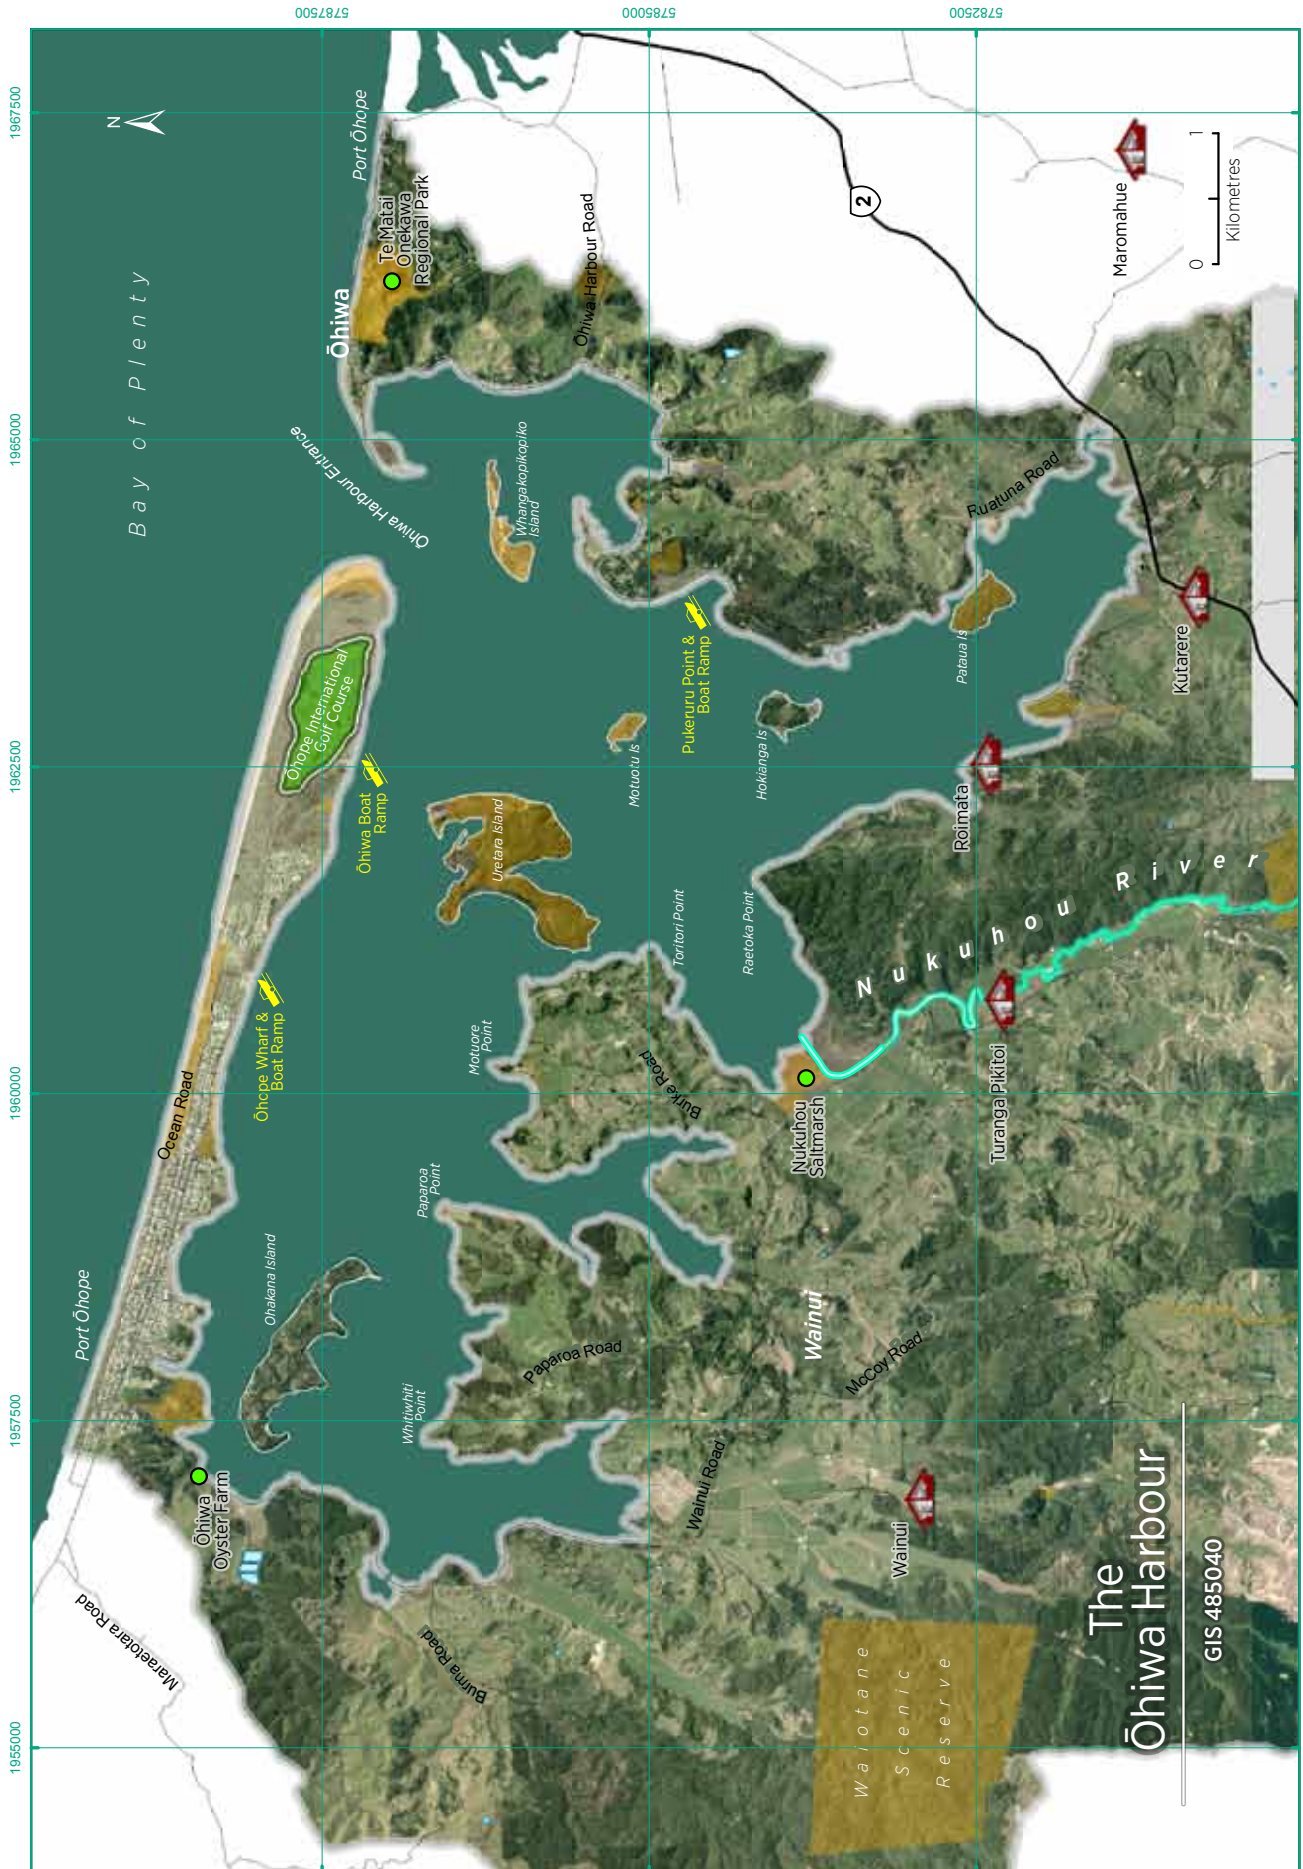 1955000
1957500
1960000
1962500
1965000
1967500
5787500
5785000
5782500
N
Bay of Plenty
Port Ōhope
Port Ōhope
Maraetotara Road
Ocean Road
Ōhiwa
Oyster Farm
Ohakana Island
Ōhope Wharf &
Boat Ramp
Ōhiwa Boat
Ramp
Ohope International
Golf Course
Ōhiwa Harbour Entrance
Ōhiwa
Te Matai
Onekawa
Regional Park
Ōhiwa Harbour Road
Whangakopikopiko
Island
Uretara Island
Motuotu Is
Pukeruru Point &
Boat Ramp
Hokianga Is
Pataua Is
Ruatuna Road
2
Whitiwhiti
Point
Paparoa
Point
Motuore
Point
Toritori Point
Raetoka Point
Burma Road
Paparoa Road
Burke Road
Wainui Road
Wainui
McCoy Road
Nukuhou
Saltmarsh
Nukuhou River
Roimata
Turanga Pikitoi
Kutarere
Maromahue
Wainui
Waiotane
Scenic
Reserve
The
Ōhiwa Harbour
GIS 485040
0 1
Kilometres